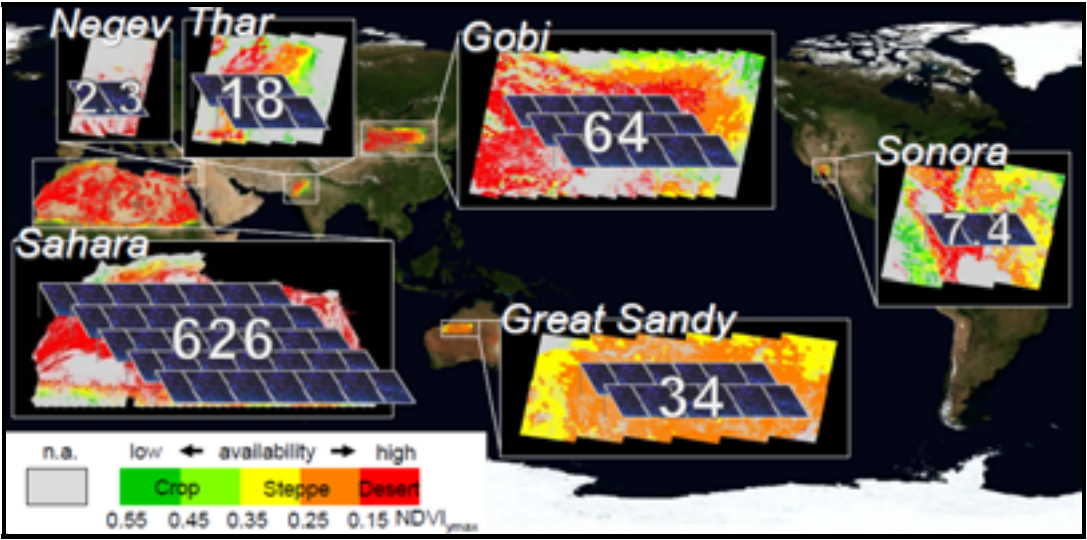 Negev
2.3
Thar
18
Gobi
64
Sonora
7.4
Sahara
626
Great Sandy
34
n.a.
low ← availability → high
Crop Steppe Desert
0.55 0.45 0.35 0.25 0.15 NDVIymax